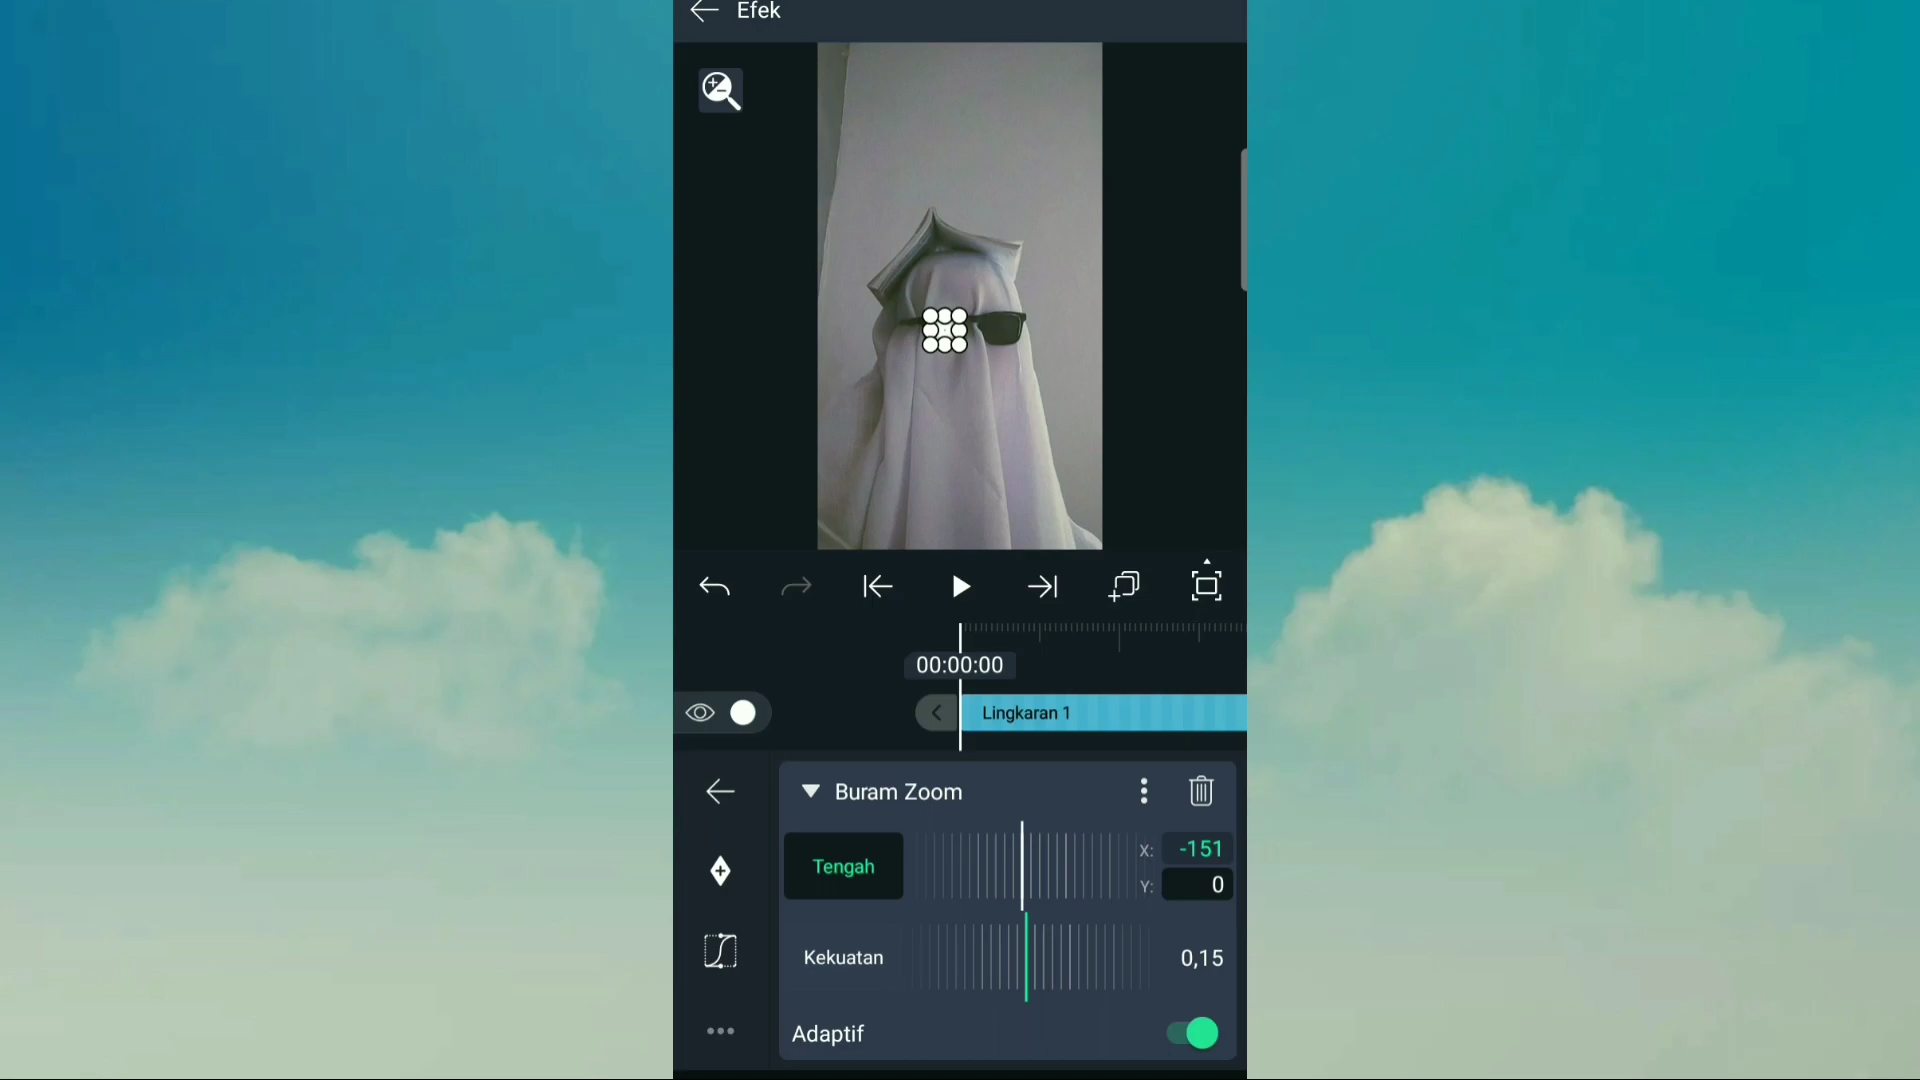 Efek
00:00:00
Lingkaran 1
Buram Zoom
Tengah
X: -151
Y: 0
Kekuatan
0,15
Adaptif